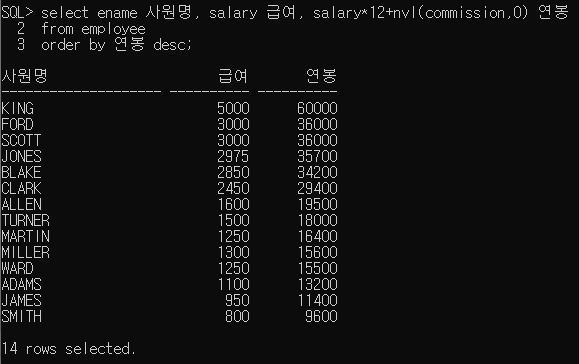 SQL> select ename 사원명, salary 급여, salary*12+nvl(commission,0) 연봉
2 from employee
3 order by 연봉 desc;
사원명 급여 연봉
-------------------- ---------- ----------
KING 5000 60000
FORD 3000 36000
SCOTT 3000 36000
JONES 2975 35700
BLAKE 2850 34200
CLARK 2450 29400
ALLEN 1600 19500
TURNER 1500 18000
MARTIN 1250 16400
MILLER 1300 15600
WARD 1250 15500
ADAMS 1100 13200
JAMES 950 11400
SMITH 800 9600
14 rows selected.